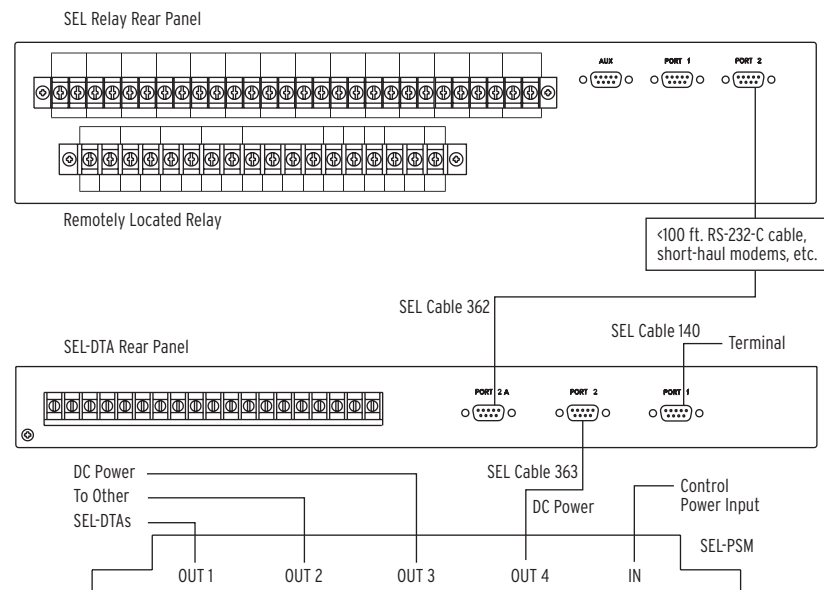 SEL Relay Rear Panel
AUX
PORT 1
PORT 2
Remotely Located Relay
<100 ft. RS-232-C cable,
short-haul modems, etc.
SEL Cable 362
SEL Cable 140
Terminal
SEL-DTA Rear Panel
PORT 2 A
PORT 2
PORT 1
DC Power
To Other
SEL-DTAs
SEL Cable 363
DC Power
Control
Power Input
SEL-PSM
OUT 1
OUT 2
OUT 3
OUT 4
IN